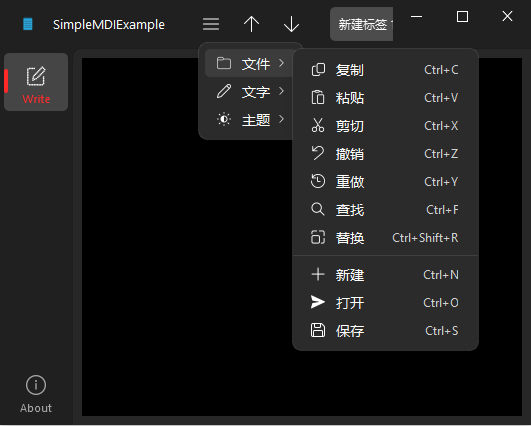 SimpleMDIExample
新建标签
Write
文件
文字
主题
复制 Ctrl+C
粘贴 Ctrl+V
剪切 Ctrl+X
撤销 Ctrl+Z
重做 Ctrl+Y
查找 Ctrl+F
替换 Ctrl+Shift+R
新建 Ctrl+N
打开 Ctrl+O
保存 Ctrl+S
About